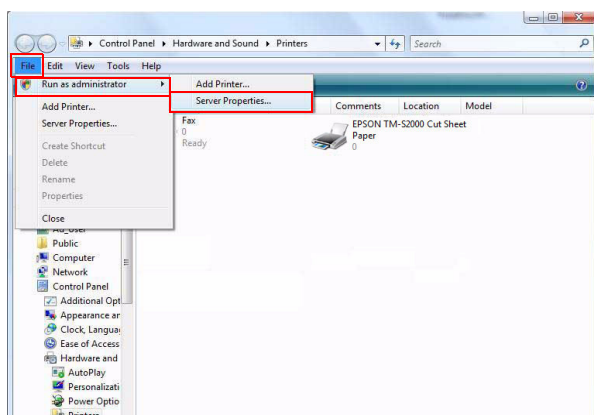 Control Panel ▸ Hardware and Sound ▸ Printers
Search
File Edit View Tools Help
Run as administrator
Add Printer...
Server Properties...
Add Printer...
Server Properties...
Create Shortcut
Delete
Rename
Properties
Close
Comments Location Model
Fax
0
Ready
EPSON TM-S2000 Cut Sheet
Paper
0
Public
Computer
Network
Control Panel
Additional Opt
Appearance an
Clock, Languag
Ease of Access
Hardware and
AutoPlay
Personalizati
Power Optio
Printers